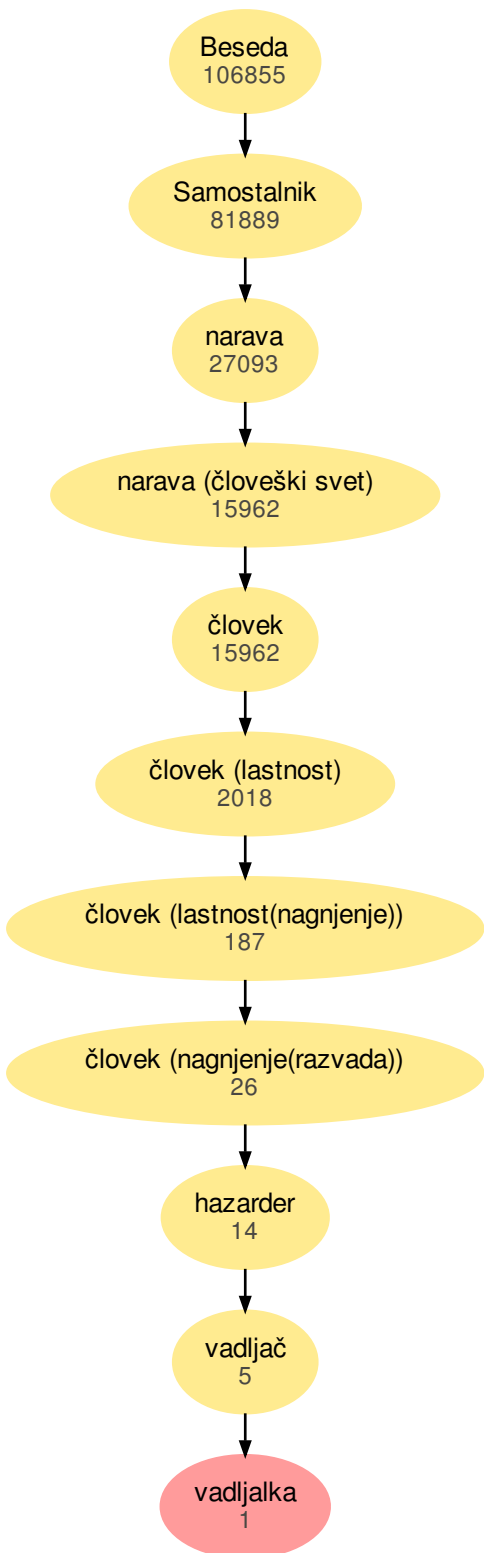 Beseda
106855
Samostalnik
81889
narava
27093
narava (človeški svet)
15962
človek
15962
človek (lastnost)
2018
človek (lastnost(nagnjenje))
187
človek (nagnjenje(razvada))
26
hazarder
14
vadljač
5
vadljalka
1